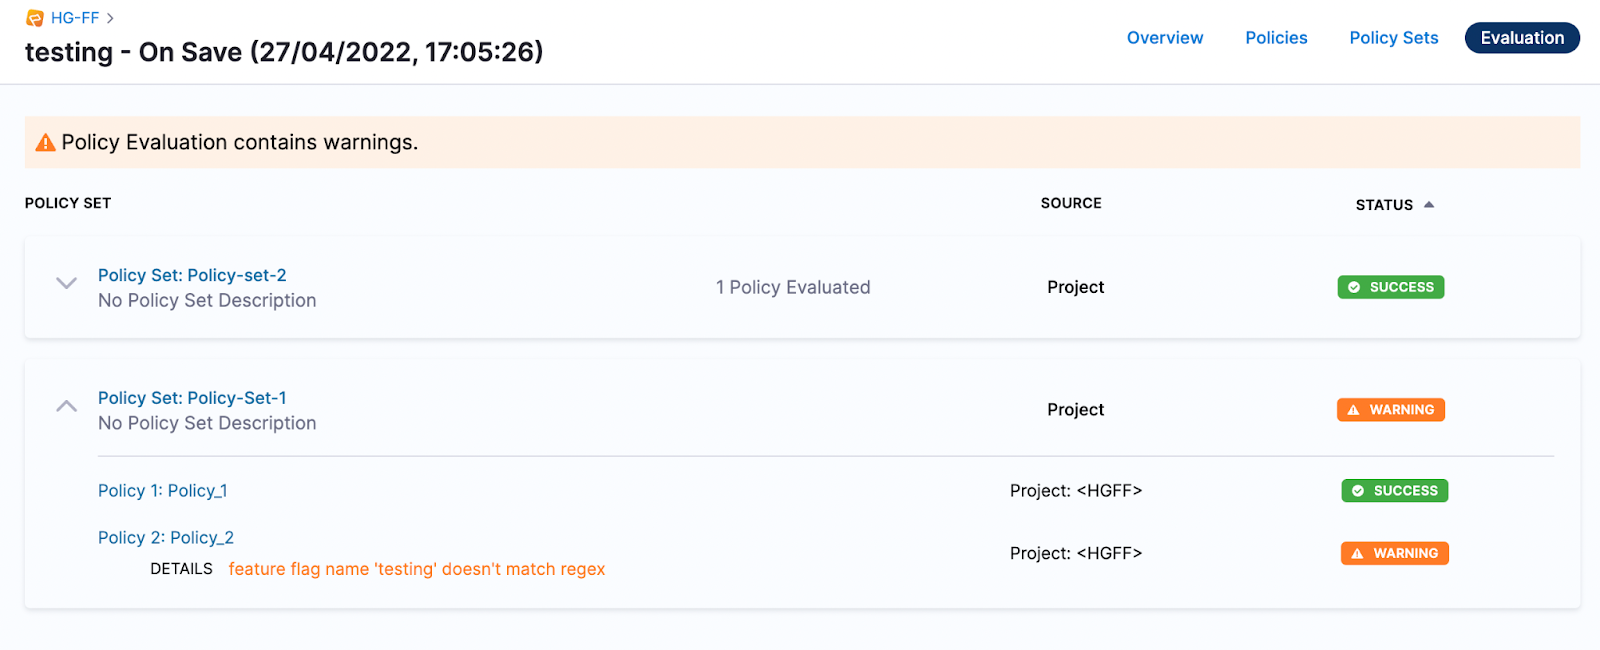 HG-FF >
testing - On Save (27/04/2022, 17:05:26)
Overview Policies Policy Sets Evaluation
Policy Evaluation contains warnings.
POLICY SET SOURCE STATUS
Policy Set: Policy-set-2
No Policy Set Description
1 Policy Evaluated
Project
SUCCESS
Policy Set: Policy-Set-1
No Policy Set Description
Project
WARNING
Policy 1: Policy_1 Project: <HGFF> SUCCESS
Policy 2: Policy_2
Project: <HGFF> WARNING
DETAILS feature flag name 'testing' doesn't match regex